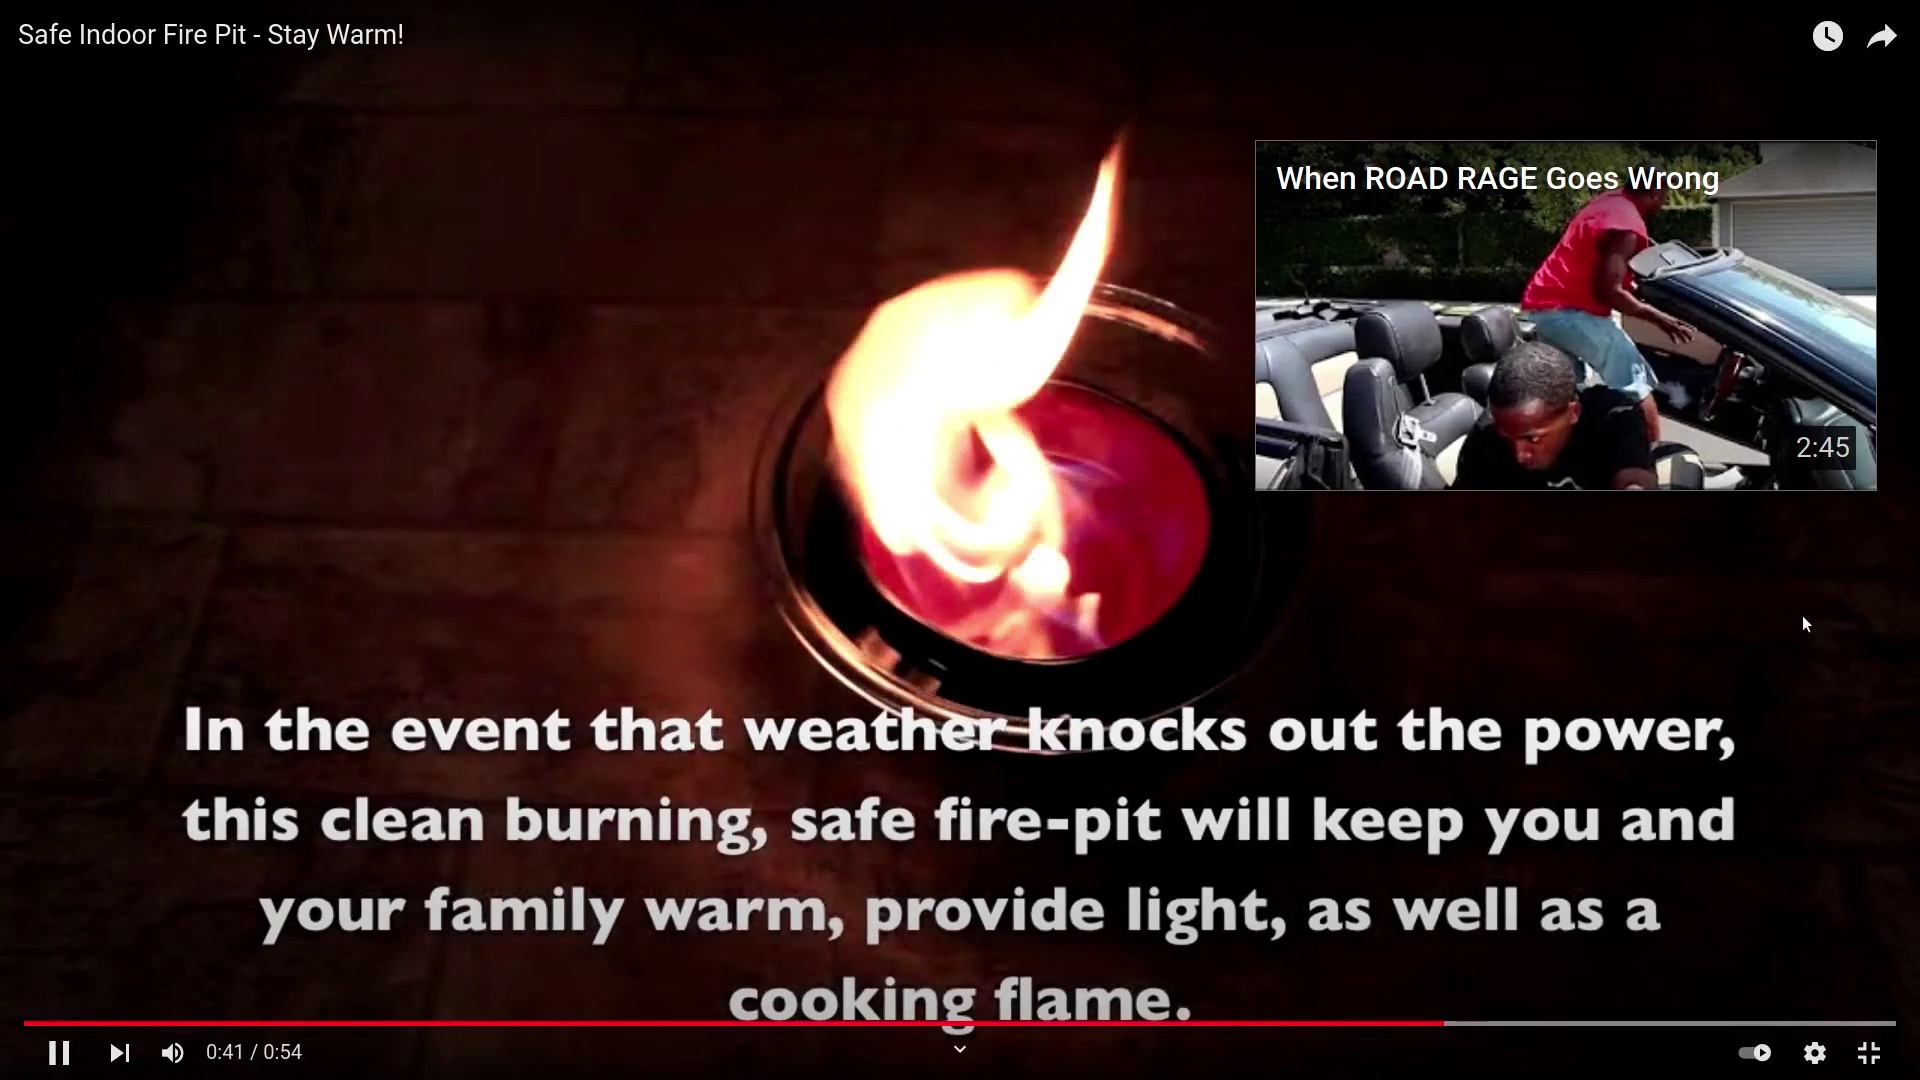 Safe Indoor Fire Pit - Stay Warm!
When ROAD RAGE Goes Wrong
2:45
In the event that weather knocks out the power,
this clean burning, safe fire-pit will keep you and
your family warm, provide light, as well as a
cooking flame.
0:41 / 0:54